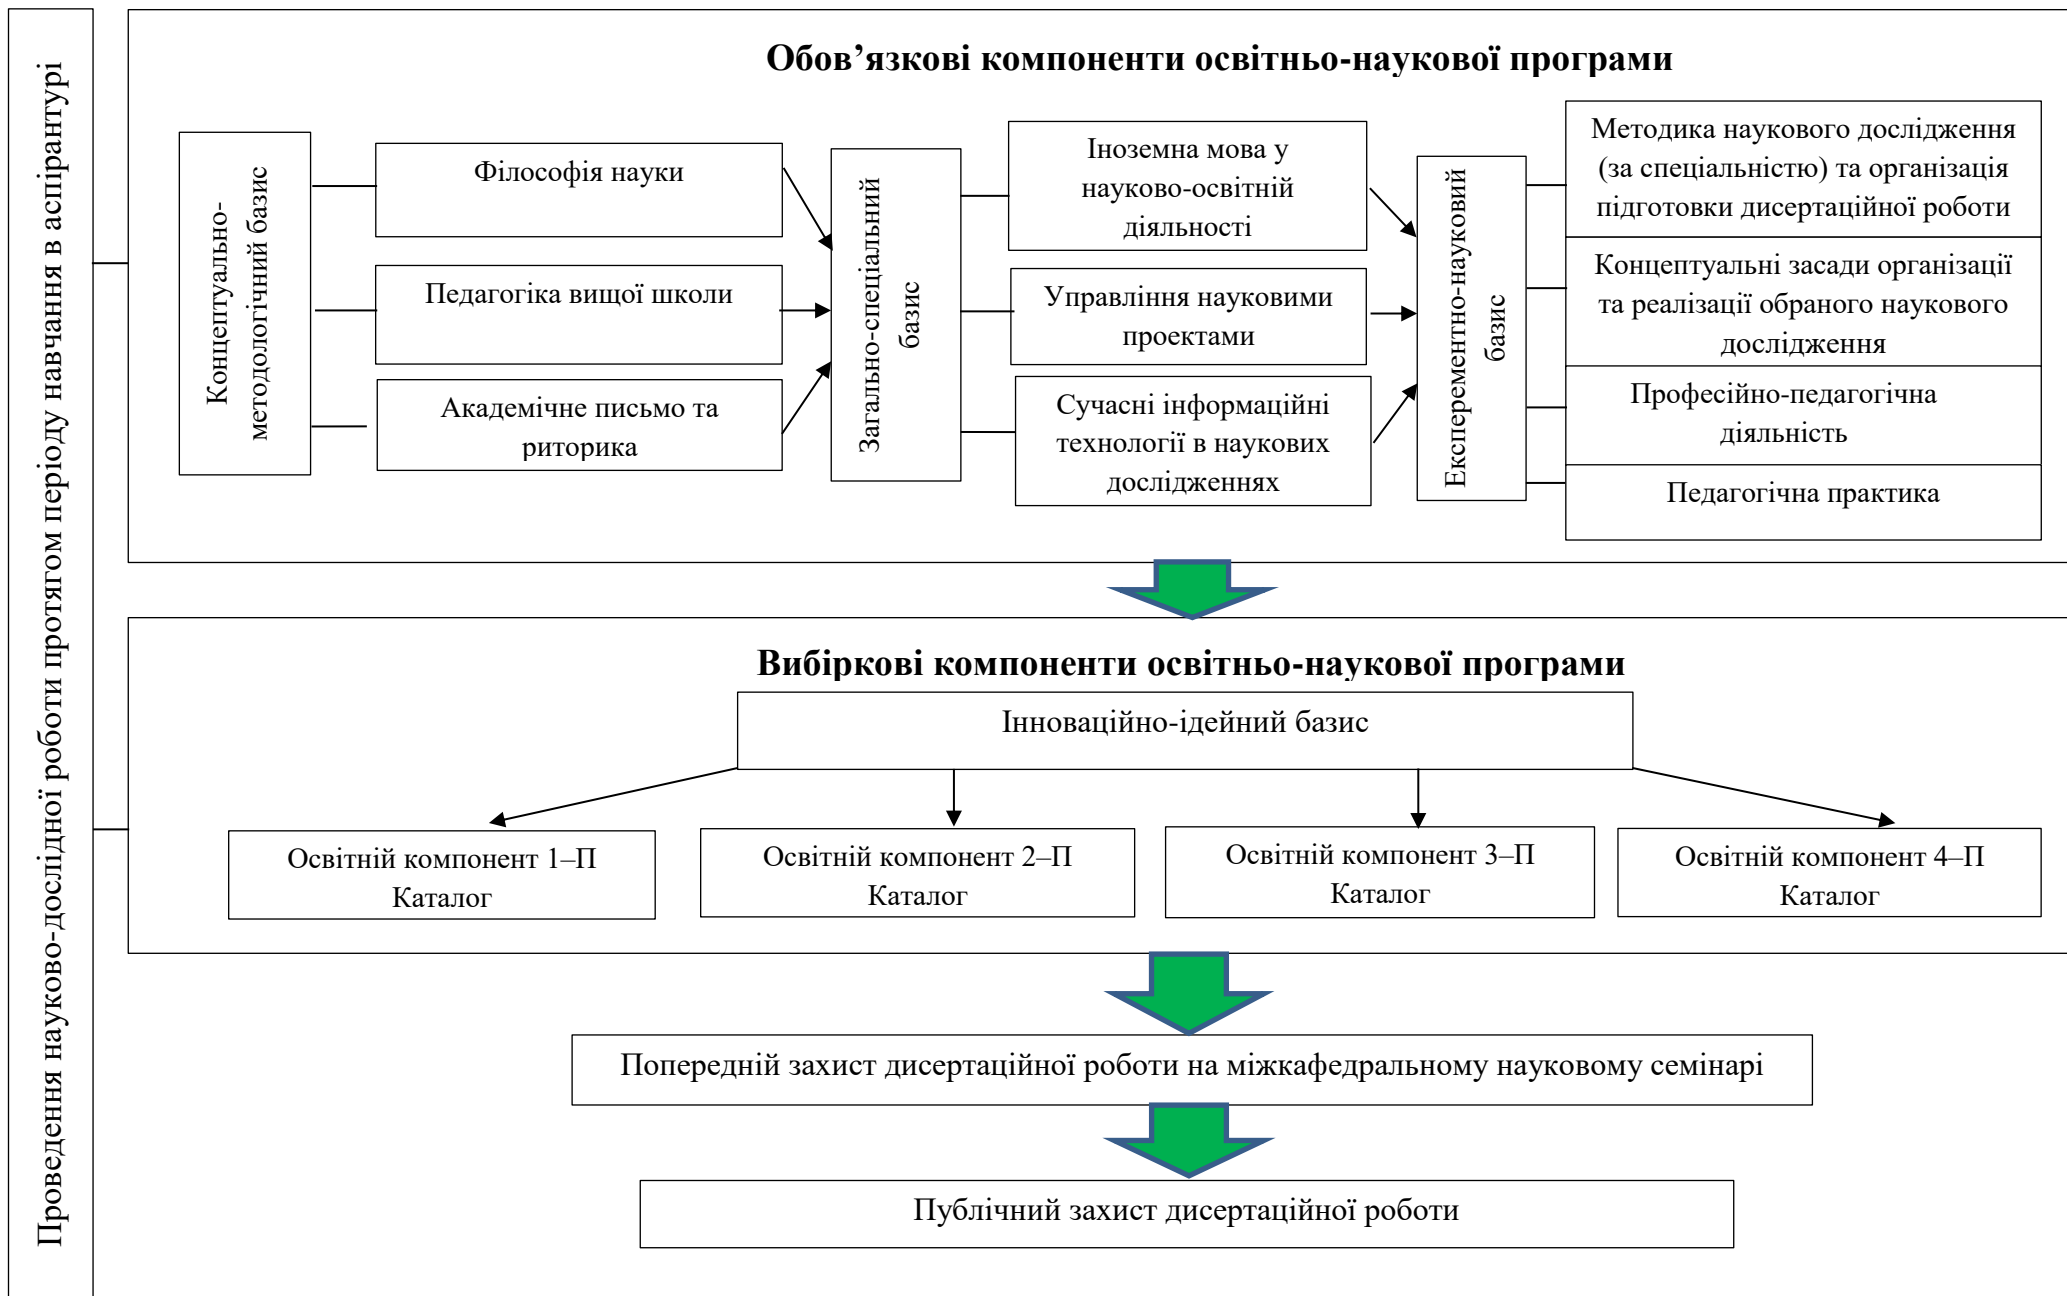 Проведення науково-дослідної роботи протягом періоду навчання в аспірантурі
Обов’язкові компоненти освітньо-наукової програми
Концептуально-
методологічний базис
Філософія науки
Педагогіка вищої школи
Академічне письмо та
риторика
Загально-спеціальний
базис
Іноземна мова у
науково-освітній
діяльності
Управління науковими
проектами
Сучасні інформаційні
технології в наукових
дослідженнях
Експерементно-науковий
базис
Методика наукового дослідження
(за спеціальністю) та організація
підготовки дисертаційної роботи
Концептуальні засади організації
та реалізації обраного наукового
дослідження
Професійно-педагогічна
діяльність
Педагогічна практика
Вибіркові компоненти освітньо-наукової програми
Інноваційно-ідейний базис
Освітній компонент 1–П
Каталог
Освітній компонент 2–П
Каталог
Освітній компонент 3–П
Каталог
Освітній компонент 4–П
Каталог
Попередній захист дисертаційної роботи на міжкафедральному науковому семінарі
Публічний захист дисертаційної роботи